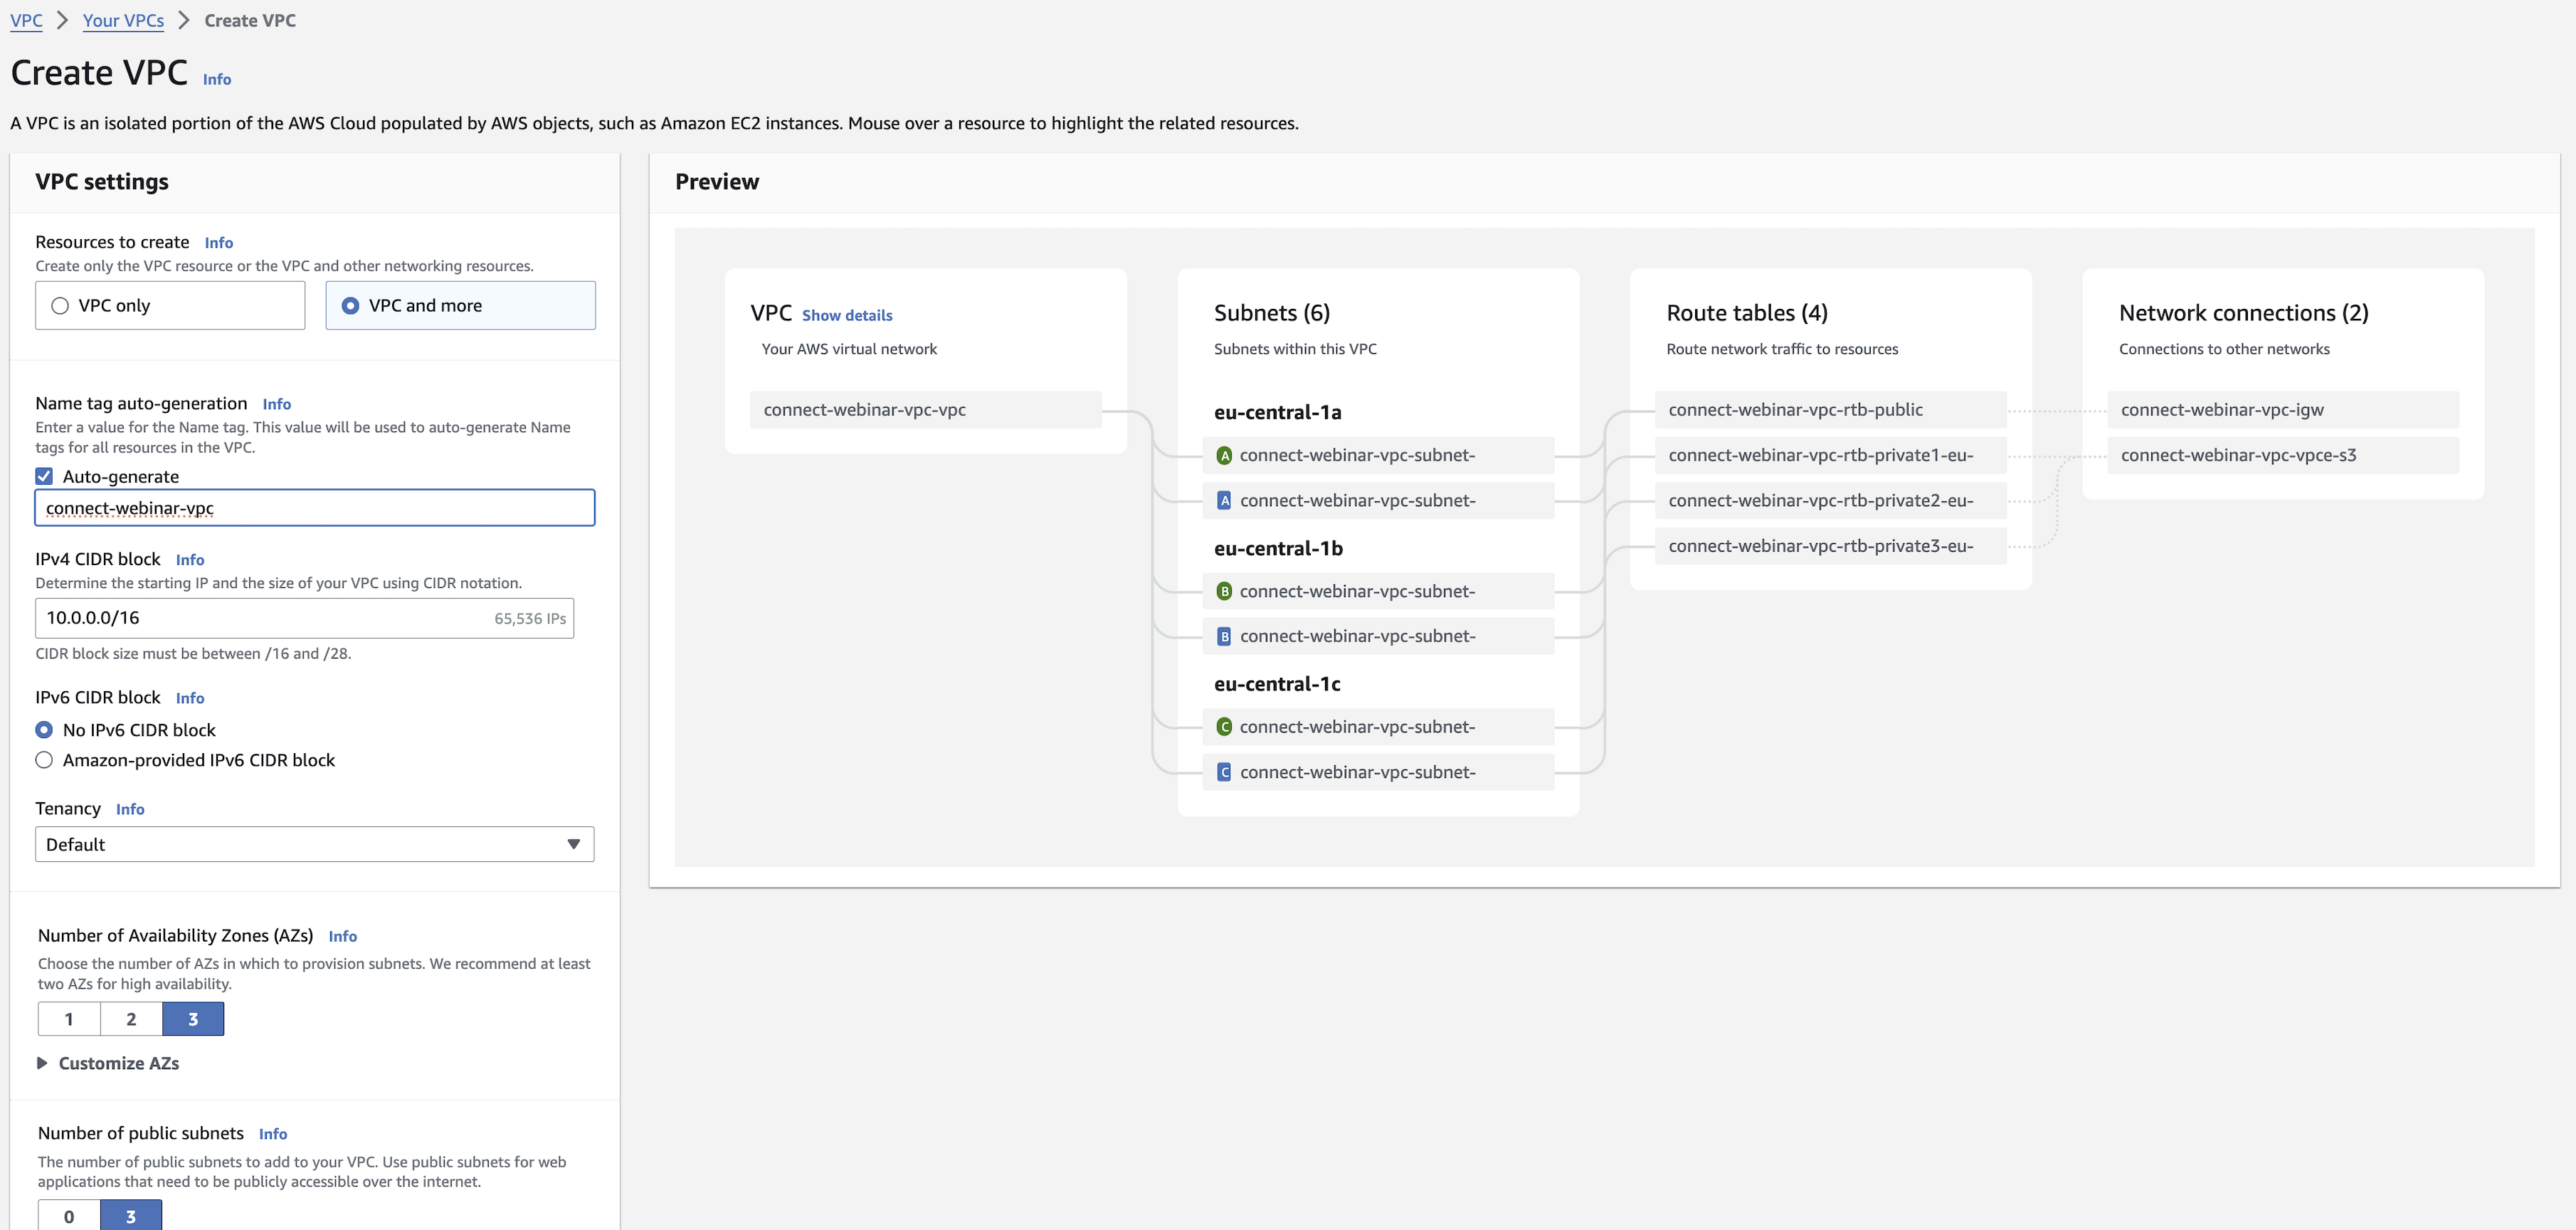 VPC > Your VPCs > Create VPC
Create VPC Info
A VPC is an isolated portion of the AWS Cloud populated by AWS objects, such as Amazon EC2 instances. Mouse over a resource to highlight the related resources.
VPC settings
Resources to create Info
Create only the VPC resource or the VPC and other networking resources.
VPC only
VPC and more
Name tag auto-generation Info
Enter a value for the Name tag. This value will be used to auto-generate Name
tags for all resources in the VPC.
Auto-generate
connect-webinar-vpc
IPv4 CIDR block Info
Determine the starting IP and the size of your VPC using CIDR notation.
10.0.0.0/16 65,536 IPs
CIDR block size must be between /16 and /28.
IPv6 CIDR block Info
No IPv6 CIDR block
Amazon-provided IPv6 CIDR block
Tenancy Info
Default
Number of Availability Zones (AZs) Info
Choose the number of AZs in which to provision subnets. We recommend at least
two AZs for high availability.
1 2 3
Customize AZs
Number of public subnets Info
The number of public subnets to add to your VPC. Use public subnets for web
applications that need to be publicly accessible over the internet.
0 3
Preview
VPC Show details
Your AWS virtual network
connect-webinar-vpc-vpc
Subnets (6)
Subnets within this VPC
eu-central-1a
A connect-webinar-vpc-subnet-
A connect-webinar-vpc-subnet-
eu-central-1b
B connect-webinar-vpc-subnet-
B connect-webinar-vpc-subnet-
eu-central-1c
C connect-webinar-vpc-subnet-
C connect-webinar-vpc-subnet-
Route tables (4)
Route network traffic to resources
connect-webinar-vpc-rtb-public
connect-webinar-vpc-rtb-private1-eu-
connect-webinar-vpc-rtb-private2-eu-
connect-webinar-vpc-rtb-private3-eu-
Network connections (2)
Connections to other networks
connect-webinar-vpc-igw
connect-webinar-vpc-vpce-s3